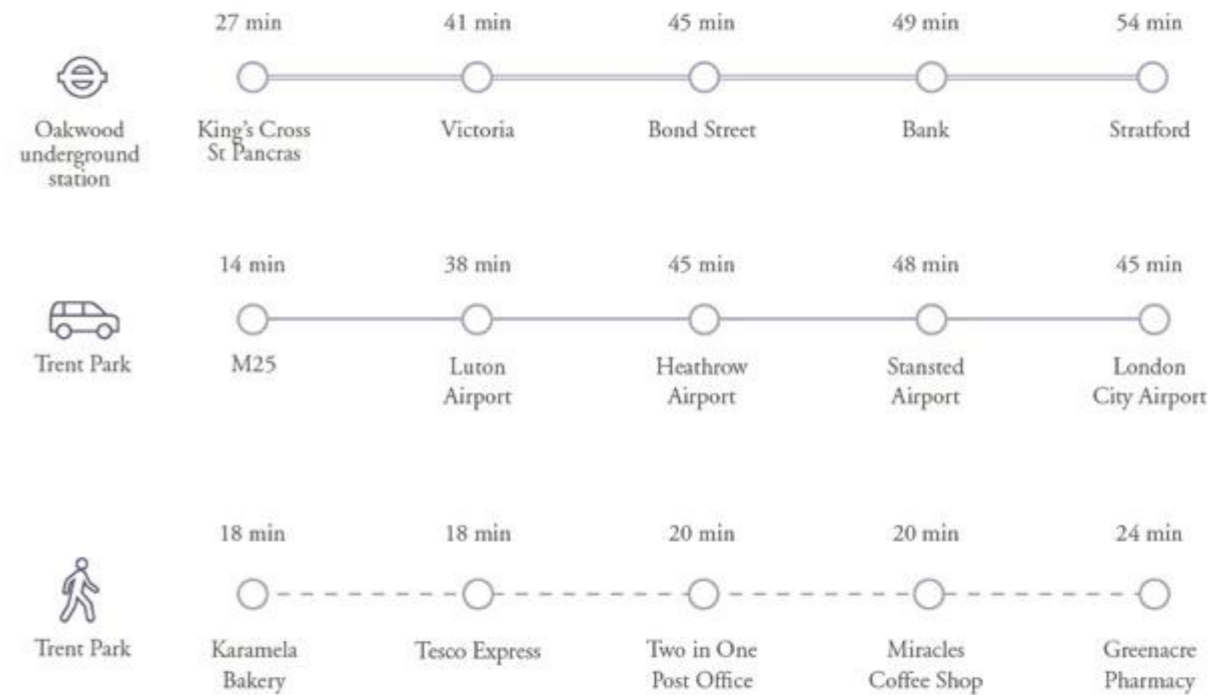 27 min 41 min 45 min 49 min 54 min
Oakwood
underground
station
King's Cross
St Pancras
Victoria
Bond Street
Bank
Stratford
14 min 38 min 45 min 48 min 45 min
Trent Park
M25
Luton
Airport
Heathrow
Airport
Stansted
Airport
London
City Airport
18 min 18 min 20 min 20 min 24 min
Trent Park
Karamela
Bakery
Tesco Express
Two in One
Post Office
Miracles
Coffee Shop
Greenacre
Pharmacy